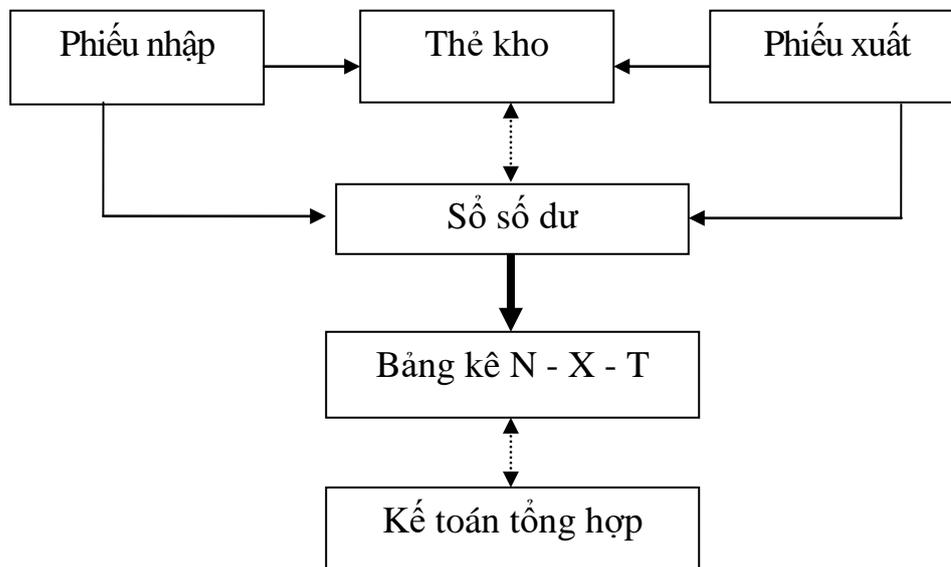 Phiếu nhập
Thẻ kho
Phiếu xuất
Sổ số dư
Bảng kê N - X - T
Kế toán tổng hợp